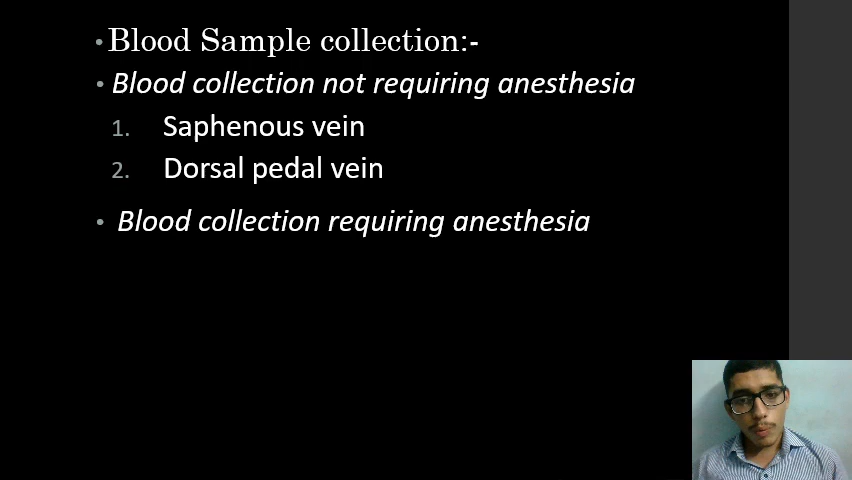 • Blood Sample collection:-
• Blood collection not requiring anesthesia
1. Saphenous vein
2. Dorsal pedal vein
• Blood collection requiring anesthesia